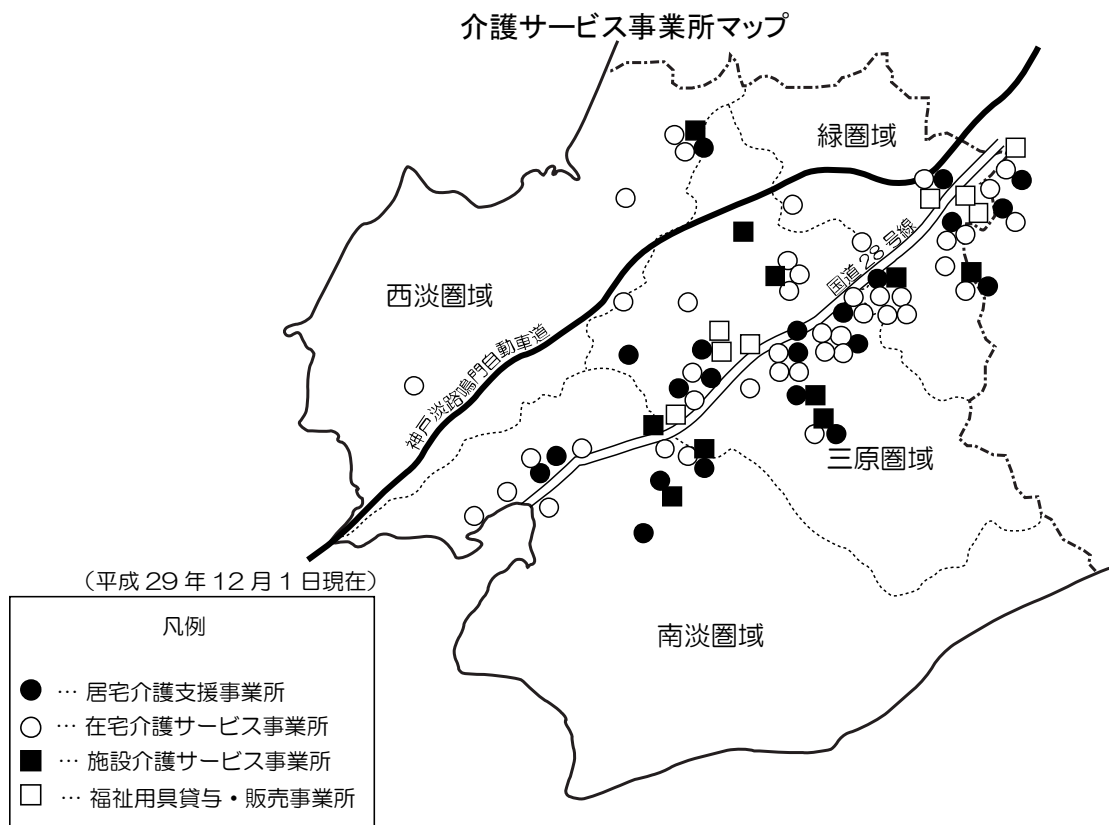 介護サービス事業所マップ
緑圏域
国道28号線
西淡圏域
神戸淡路鳴門自動車道
三原圏域
(平成29年12月1日現在)
南淡圏域
凡例
● … 居宅介護支援事業所
○ … 在宅介護サービス事業所
■ … 施設介護サービス事業所
□ … 福祉用具貸与・販売事業所